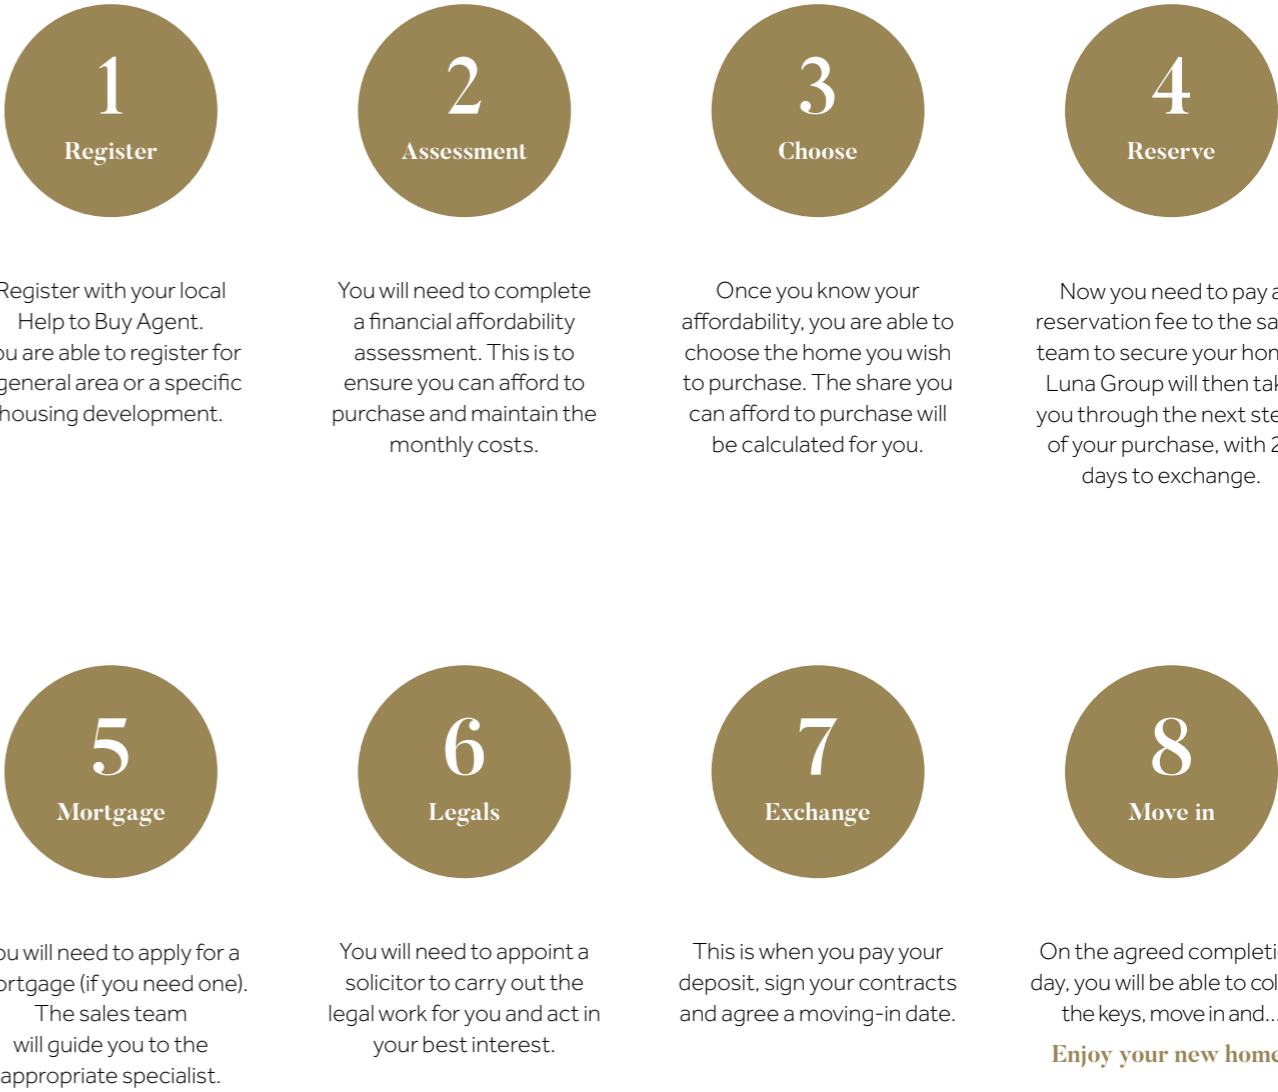 1
Register
Register with your local
Help to Buy Agent.
You are able to register for
general area or a specific
housing development.
2
Assessment
You will need to complete
a financial affordability
assessment. This is to
ensure you can afford to
purchase and maintain the
monthly costs.
3
Choose
Once you know your
affordability, you are able to
choose the home you wish
to purchase. The share you
can afford to purchase will
be calculated for you.
4
Reserve
Now you need to pay a
reservation fee to the
team to secure your
Luna Group will then
you through the next
of your purchase, with
days to exchange.
5
Mortgage
You will need to apply for a
(if you need one).
The sales team
will guide you to the
appropriate specialist.
6
Legals
You will need to appoint a
solicitor to carry out the
legal work for you and act in
your best interest.
7
Exchange
This is when you pay your
deposit, sign your contracts
and agree a moving-in date.
8
Move in
On the agreed
day, you will be able to
the keys, move in and...
Enjoy your new home